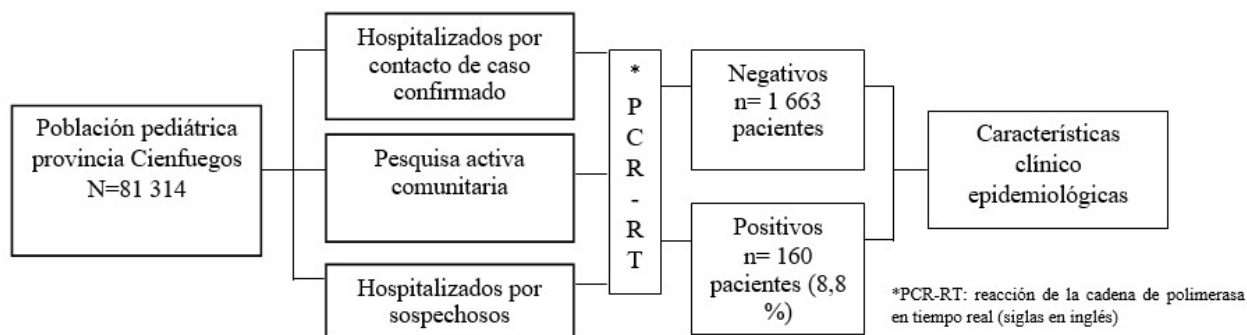 Población pediátrica
provincia Cienfuegos
N=81 314
Hospitalizados por
contacto de caso
confirmado
Pesquisa activa
comunitaria
Hospitalizados por
sospechosos
*
P
C
R
-
R
T
Negativos
n= 1 663
pacientes
Positivos
n= 160
pacientes (8,8
%)
Características
clínico
epidemiológicas
*PCR-RT: reacción de la cadena de polimerasa
en tiempo real (siglas en inglés)